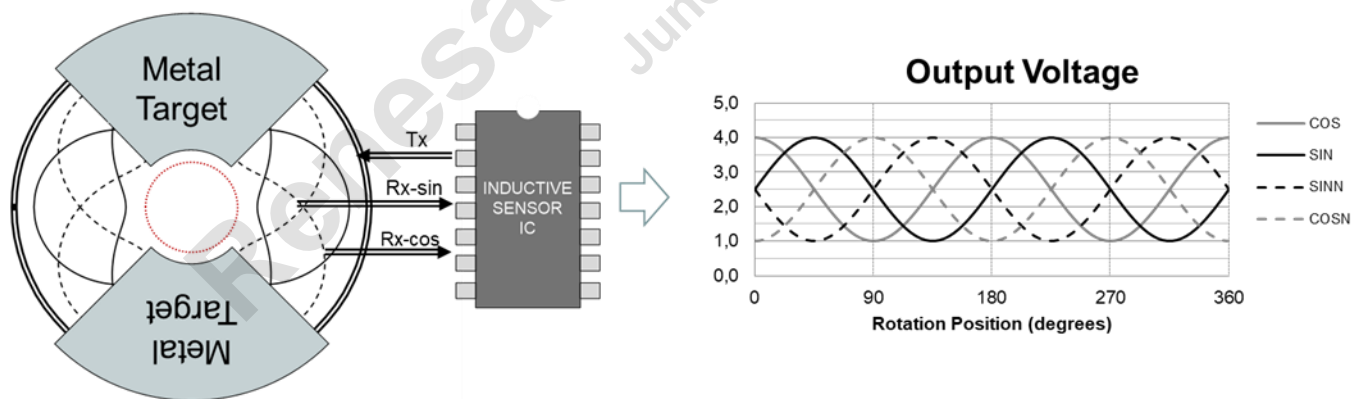 Metal
Target
Metal
Target
Tx
Rx-sin
Rx-cos
INDUCTIVE
SENSOR
IC
Output Voltage
5,0
4,0
3,0
2,0
1,0
0,0
0 90 180 270 360
Rotation Position (degrees)
COS
SIN
SINN
COSN
Renesa
June